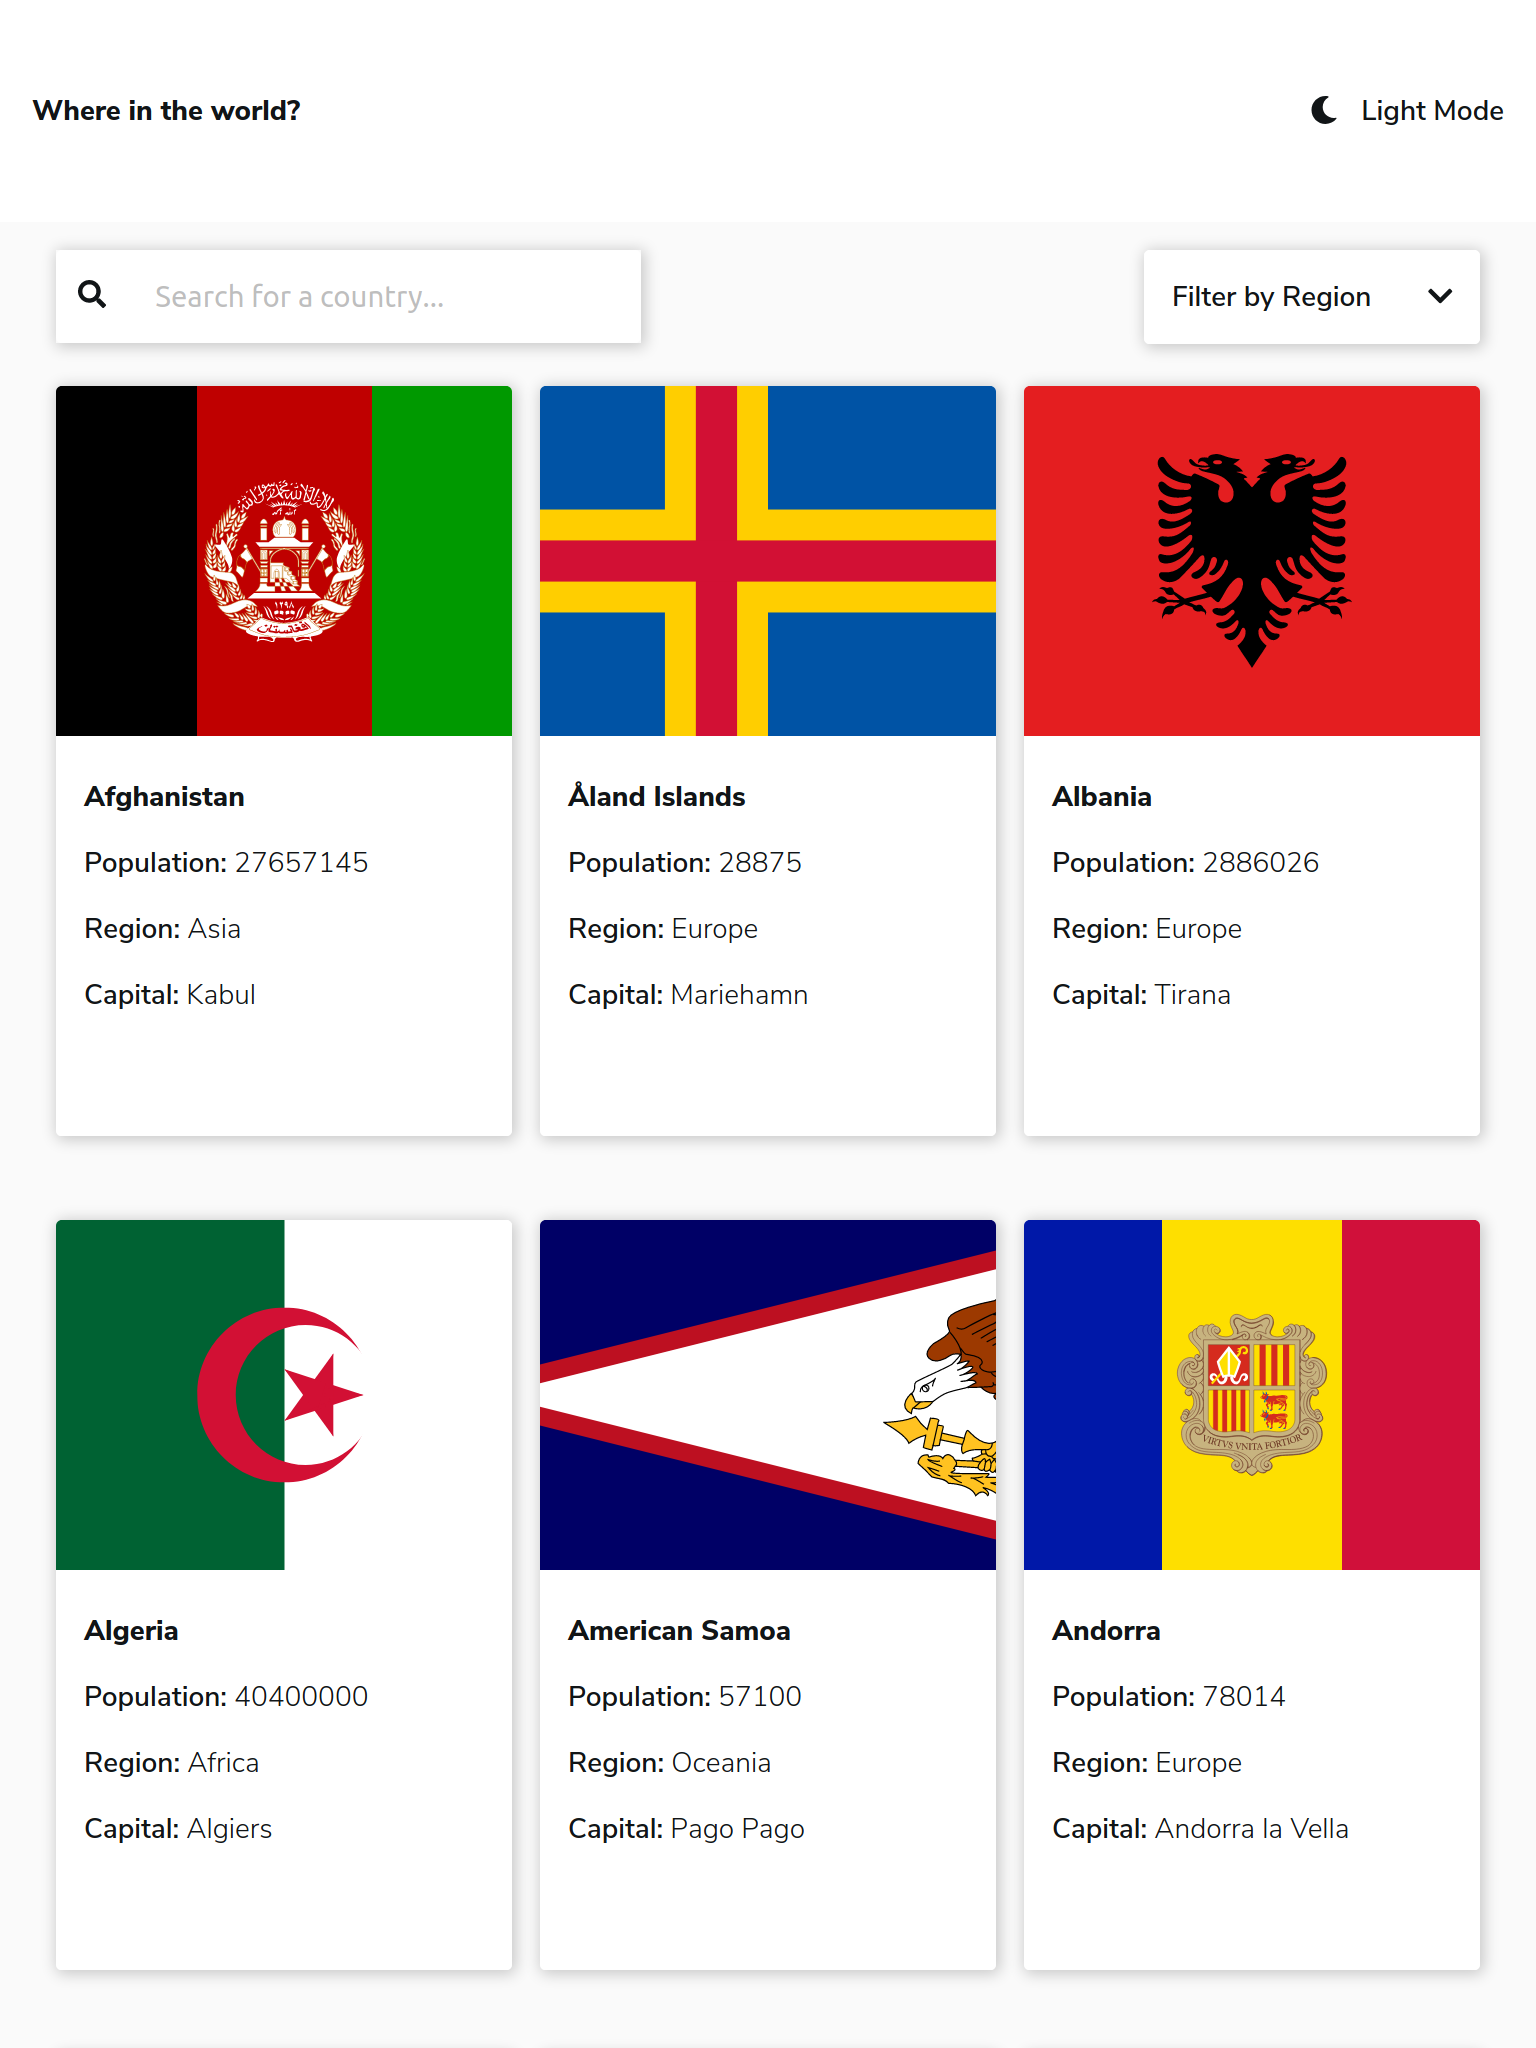 Where in the world?
Light Mode
Search for a country...
Filter by Region
Afghanistan
Population: 27657145
Region: Asia
Capital: Kabul
Åland Islands
Population: 28875
Region: Europe
Capital: Mariehamn
Albania
Population: 2886026
Region: Europe
Capital: Tirana
VIRTVS VNITA FORTIOR
Algeria
Population: 40400000
Region: Africa
Capital: Algiers
American Samoa
Population: 57100
Region: Oceania
Capital: Pago Pago
Andorra
Population: 78014
Region: Europe
Capital: Andorra la Vella